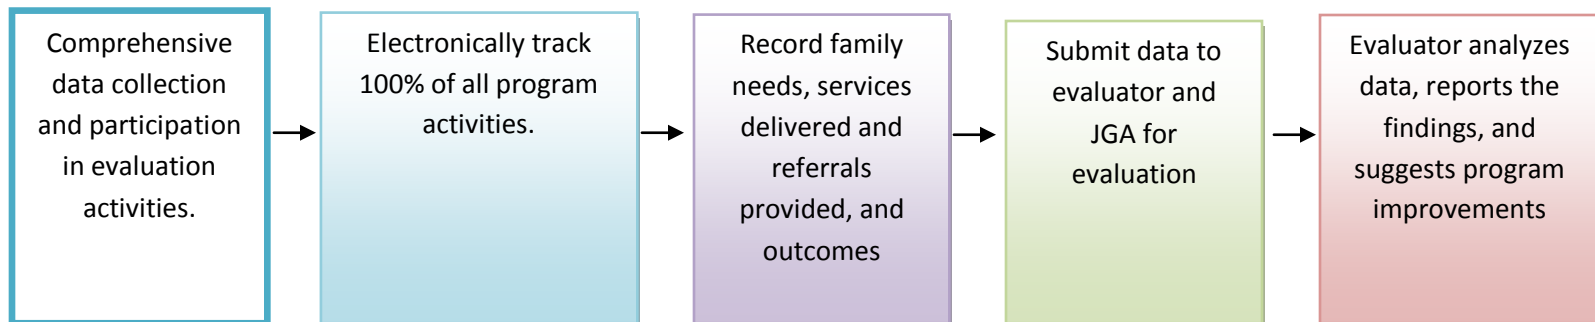 Comprehensive
data collection
and participation
in evaluation
activities.
Electronically track
100% of all program
activities.
Record family
needs, services
delivered and
referrals
provided, and
outcomes
Submit data to
evaluator and
JGA for
evaluation
Evaluator analyzes
data, reports the
findings, and
suggests program
improvements